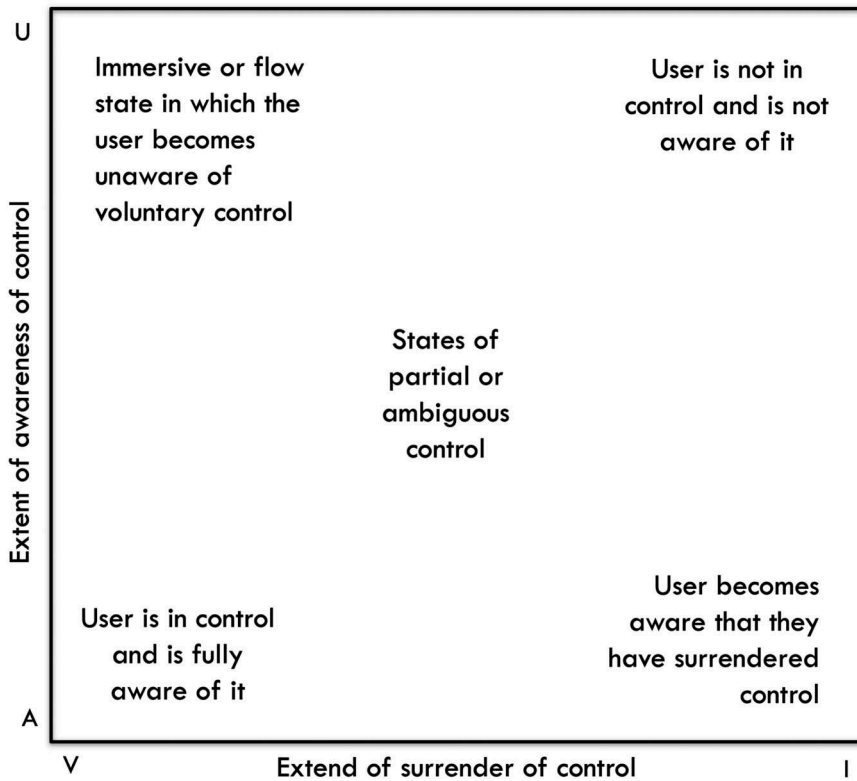 U
Immersive or flow
state in which the
user becomes
unaware of
voluntary control
User is not in
control and is not
aware of it
Extent of awareness of control
States of
partial or
ambiguous
control
User is in control
and is fully
aware of it
User becomes
aware that they
have surrendered
control
A
V
Extend of surrender of control
I